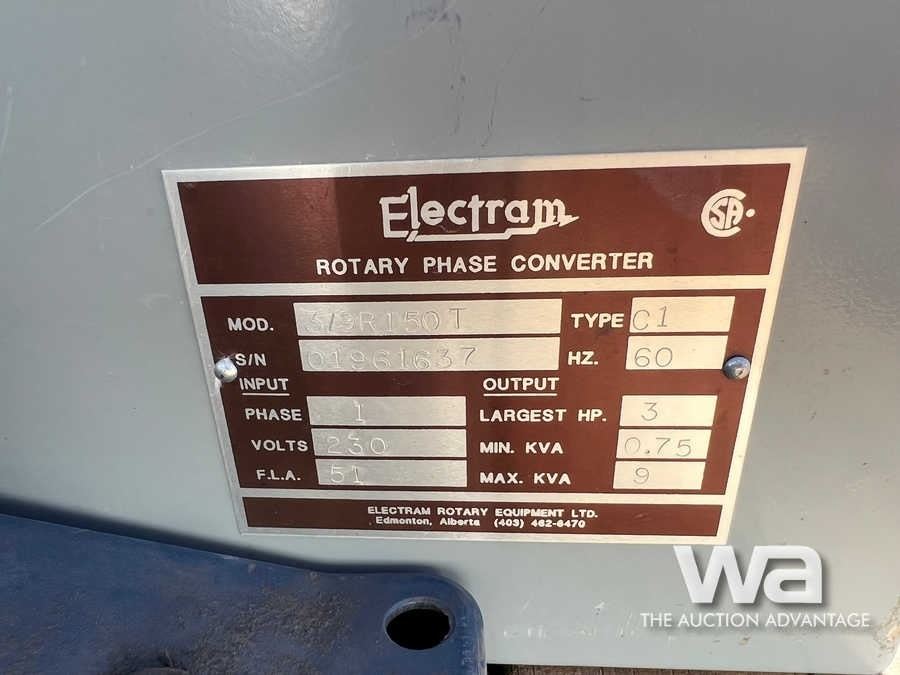 Electram
CSA
ROTARY PHASE CONVERTER
MOD. 3/9R150T TYPE C1
S/N 01961637 HZ. 60
INPUT OUTPUT
PHASE 1 LARGEST HP. 3
VOLTS 230 MIN. KVA 0.75
F.L.A. 51 MAX. KVA 9
ELECTRAM ROTARY EQUIPMENT LTD.
Edmonton, Alberta (403) 462-6470
wa
THE AUCTION ADVANTAGE